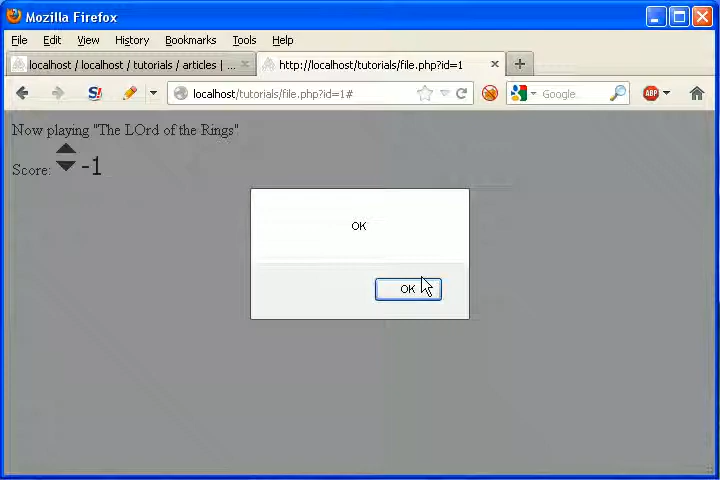 Mozilla Firefox
File Edit View History Bookmarks Tools Help
localhost / localhost / tutorials / articles | ...
http://localhost/tutorials/file.php?id=1
localhost/tutorials/file.php?id=1#
Google
ABP
Now playing "The LOrd of the Rings"
Score: -1
OK
OK